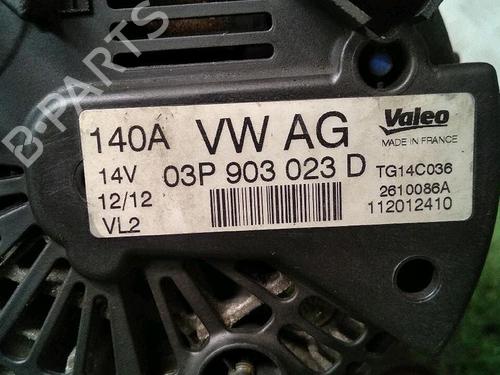 B-PARTS
140A VW AG Valeo
MADE IN FRANCE
14V 03P 903 023 D TG14C036
12/12 2610086A
VL2 112012410